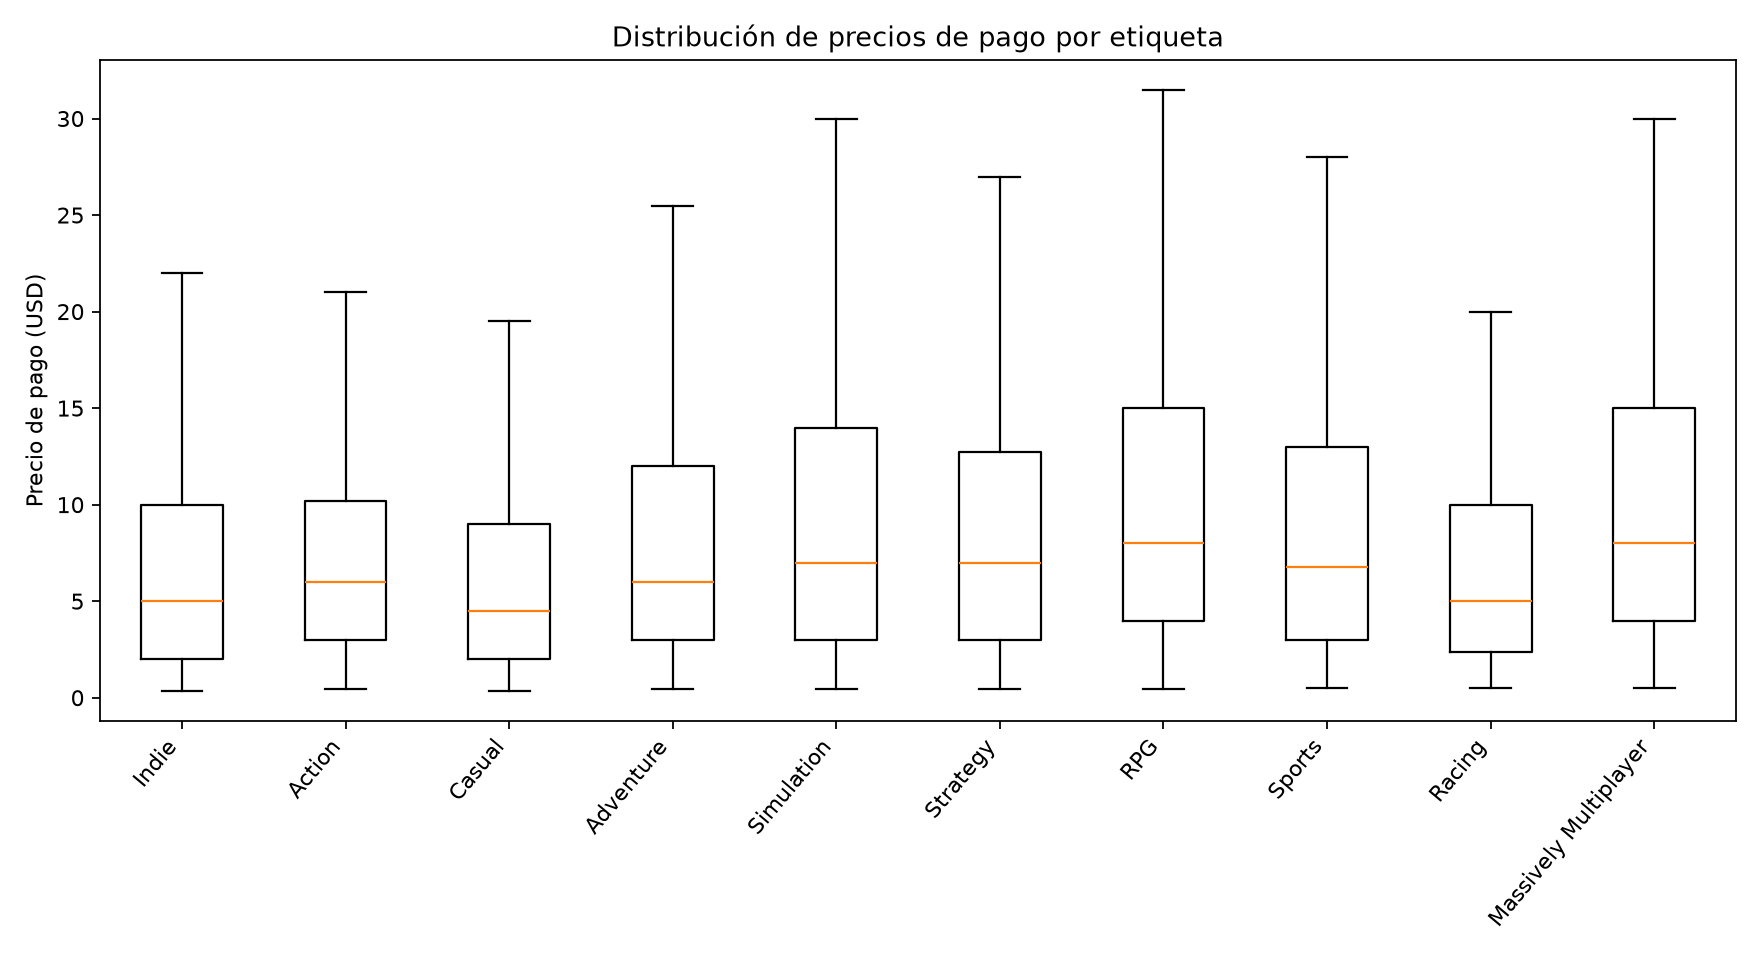 Distribución de precios de pago por etiqueta
Precio de pago (USD)
30
25
20
15
10
5
0
Indie
Action
Casual
Adventure
Simulation
Strategy
RPG
Sports
Racing
Massively Multiplayer